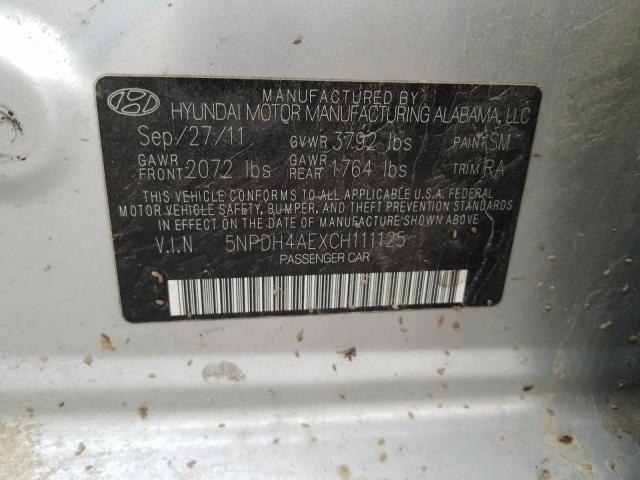 MANUFACTURED BY
HYUNDAI MOTOR MANUFACTURING ALABAMA, LLC
Sep/27/11 GVWR 3792 lbs PAINT: SM
GAWR FRONT 2072 lbs GAWR REAR 1764 lbs TRIM: RA
THIS VEHICLE CONFORMS TO ALL APPLICABLE U.S.A. FEDERAL
MOTOR VEHICLE SAFETY, BUMPER, AND THEFT PREVENTION STANDARDS
IN EFFECT ON THE DATE OF MANUFACTURE SHOWN ABOVE
V.I.N 5NPDH4AEXCH111125
PASSENGER CAR